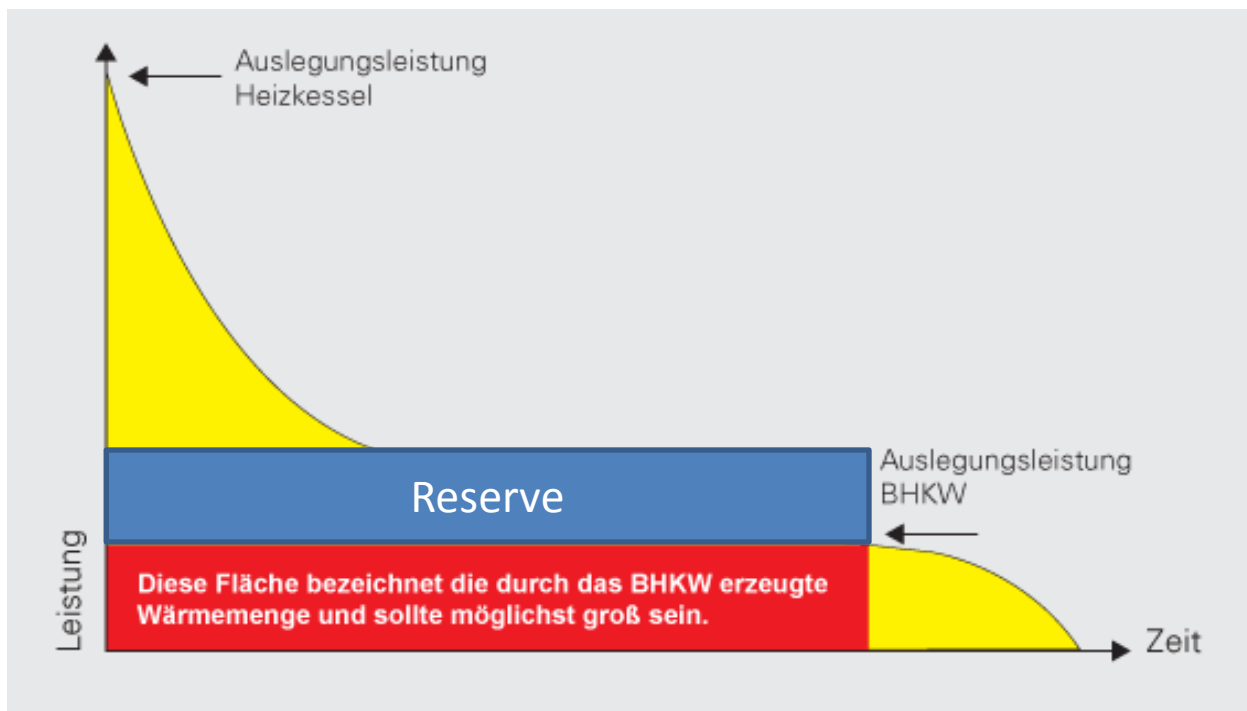 Auslegungsleistung
Heizkessel
Auslegungsleistung
BHKW
Reserve
Diese Fläche bezeichnet die durch das BHKW erzeugte
Wärmemenge und sollte möglichst groß sein.
Leistung
Zeit